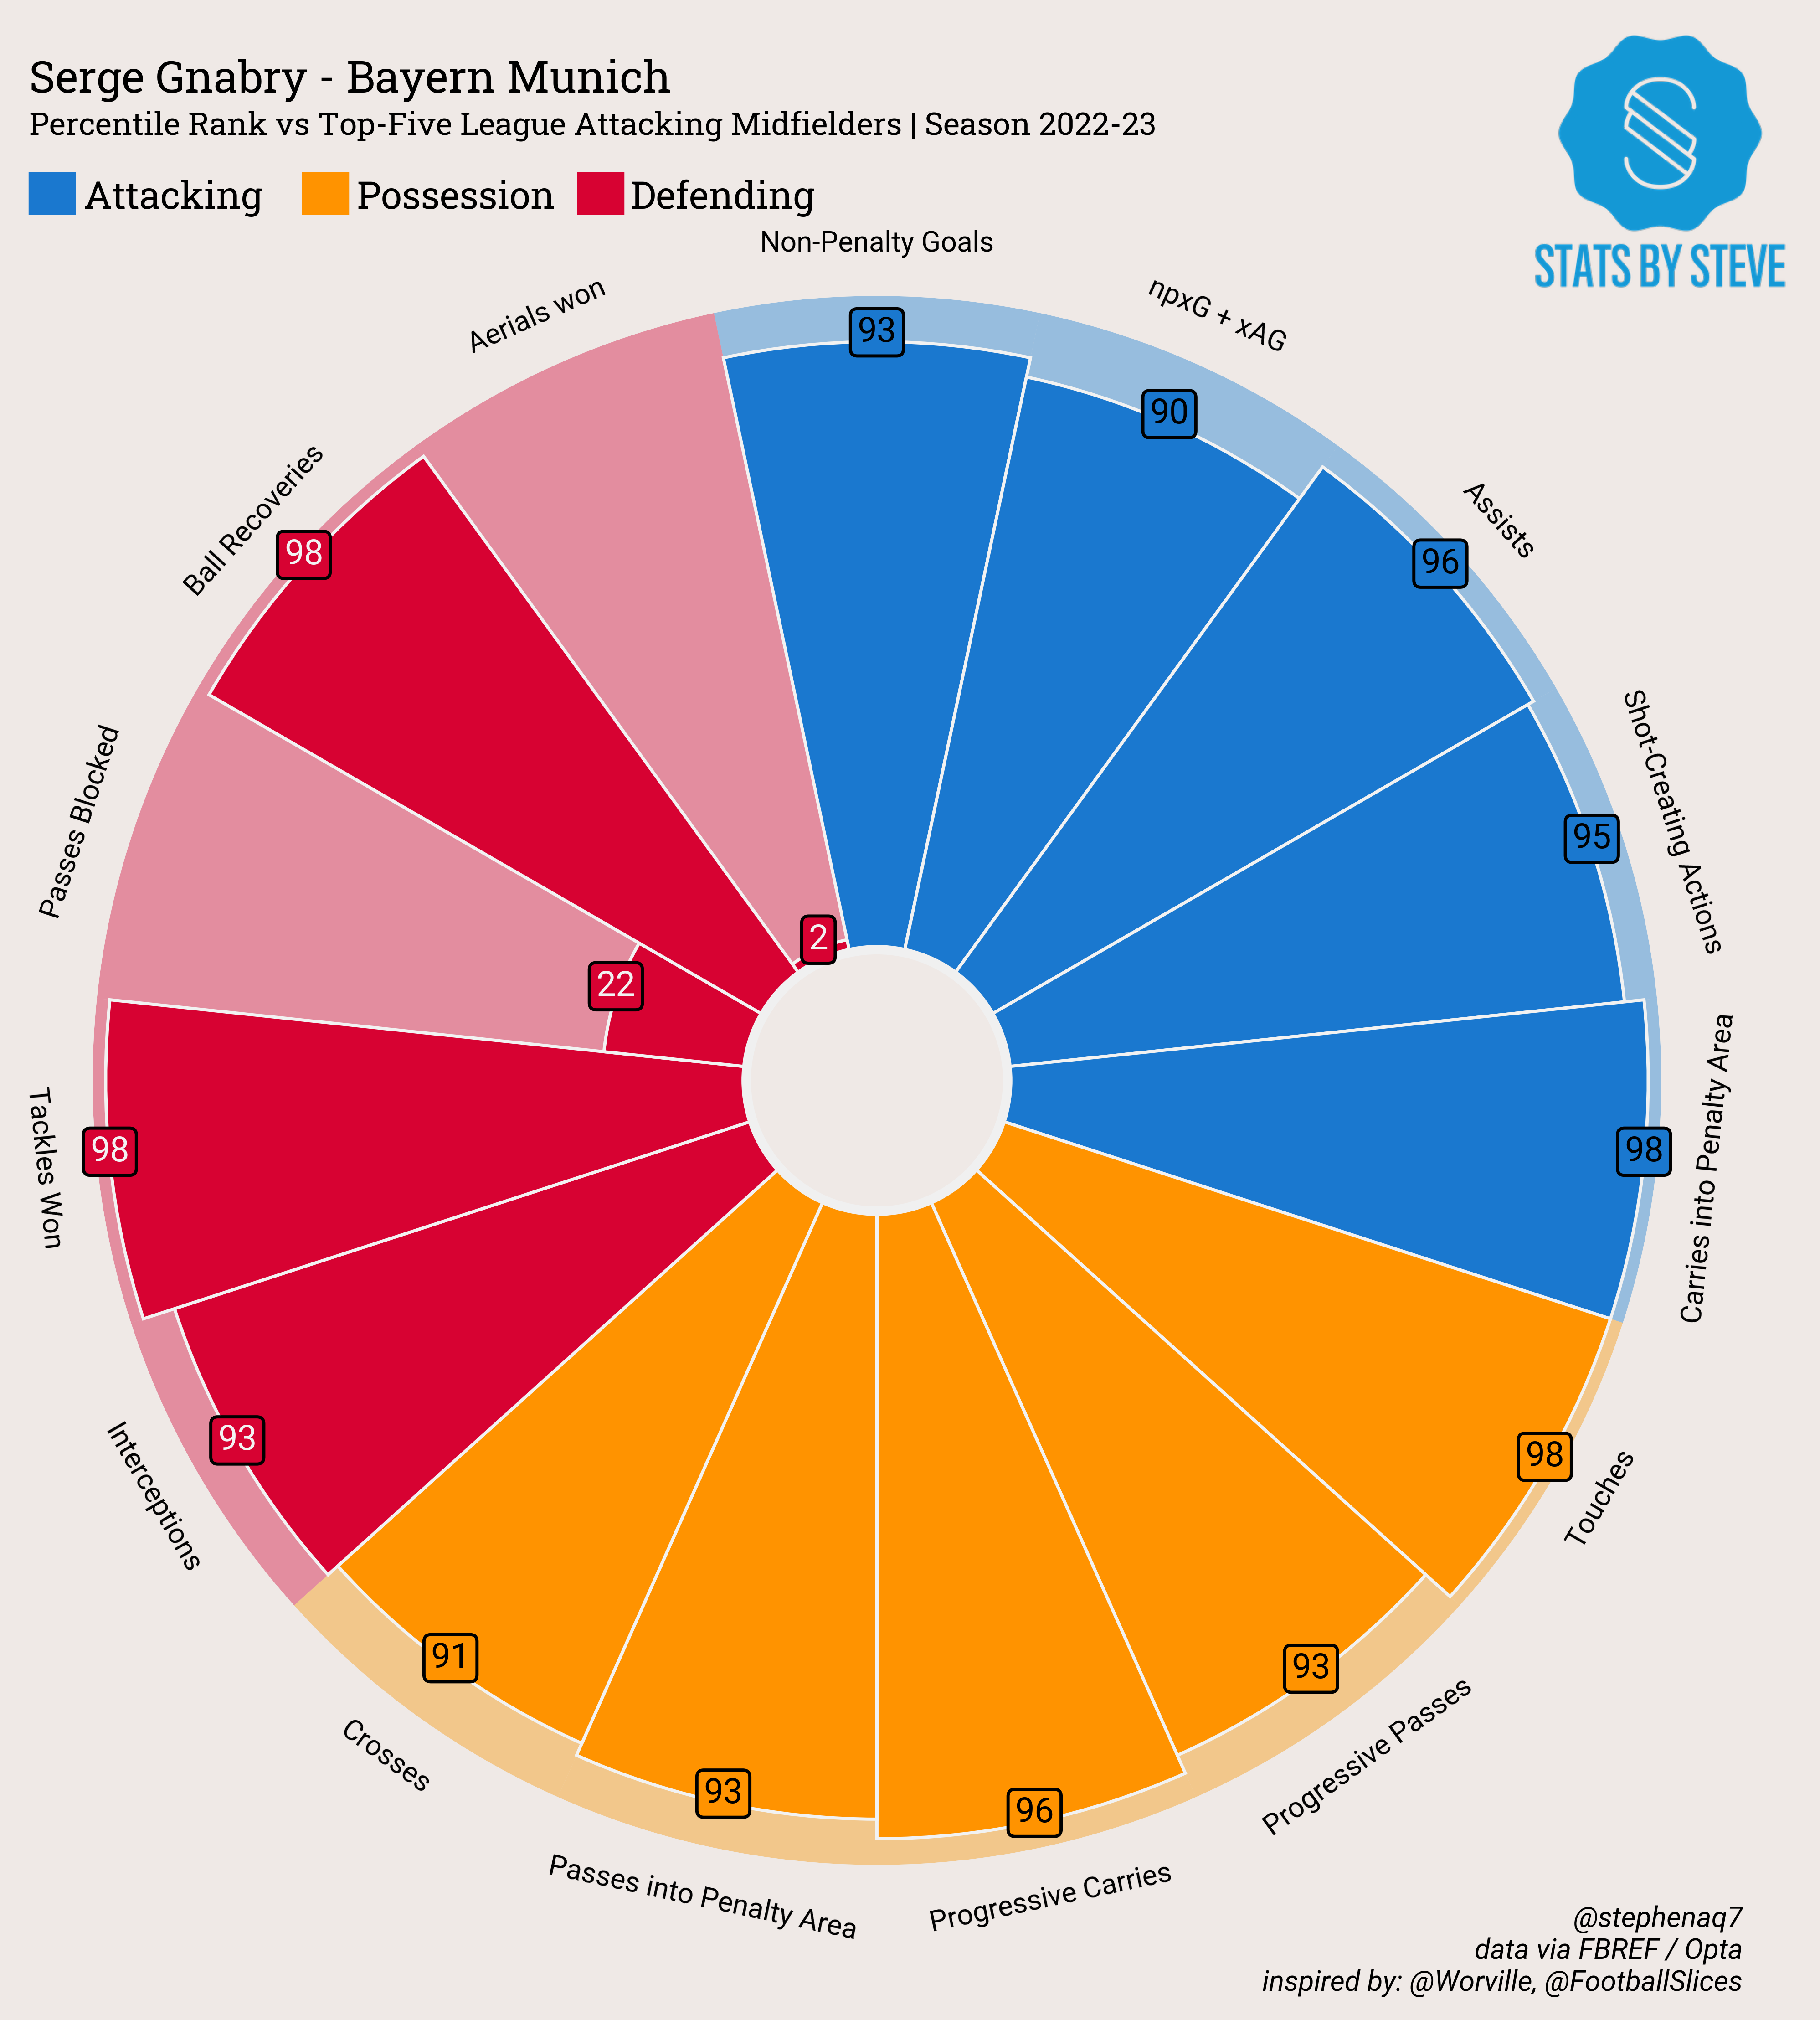 Serge Gnabry - Bayern Munich
Percentile Rank vs Top-Five League Attacking Midfielders | Season 2022-23
Attacking
Possession
Defending
STATS BY STEVE
Non-Penalty Goals
93
npxG + xAG
90
Assists
96
Shot-Creating Actions
95
Carries into Penalty Area
98
Touches
98
Progressive Passes
93
Progressive Carries
96
Passes into Penalty Area
93
Crosses
91
Interceptions
93
Tackles Won
98
Passes Blocked
22
Ball Recoveries
98
Aerials won
2
@stephenaq7
data via FBREF / Opta
inspired by: @Worville, @FootballSlices